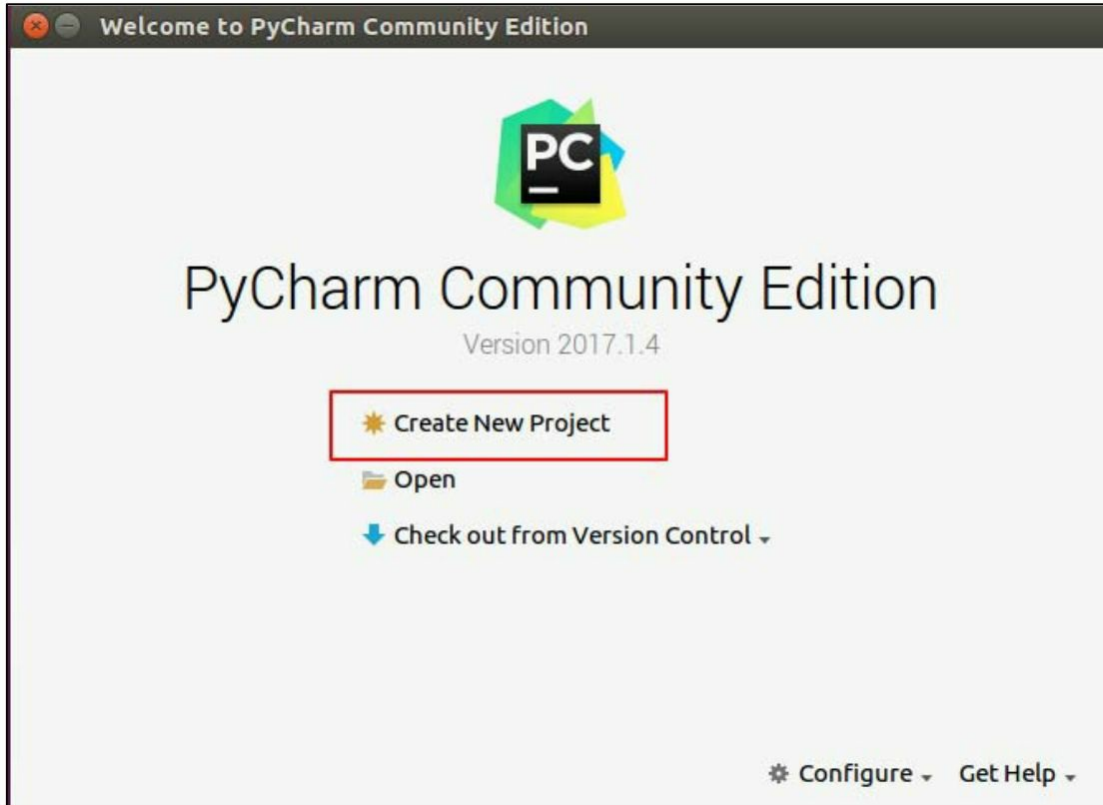 Welcome to PyCharm Community Edition
PC
PyCharm Community Edition
Version 2017.1.4
Create New Project
Open
Check out from Version Control
Configure
Get Help